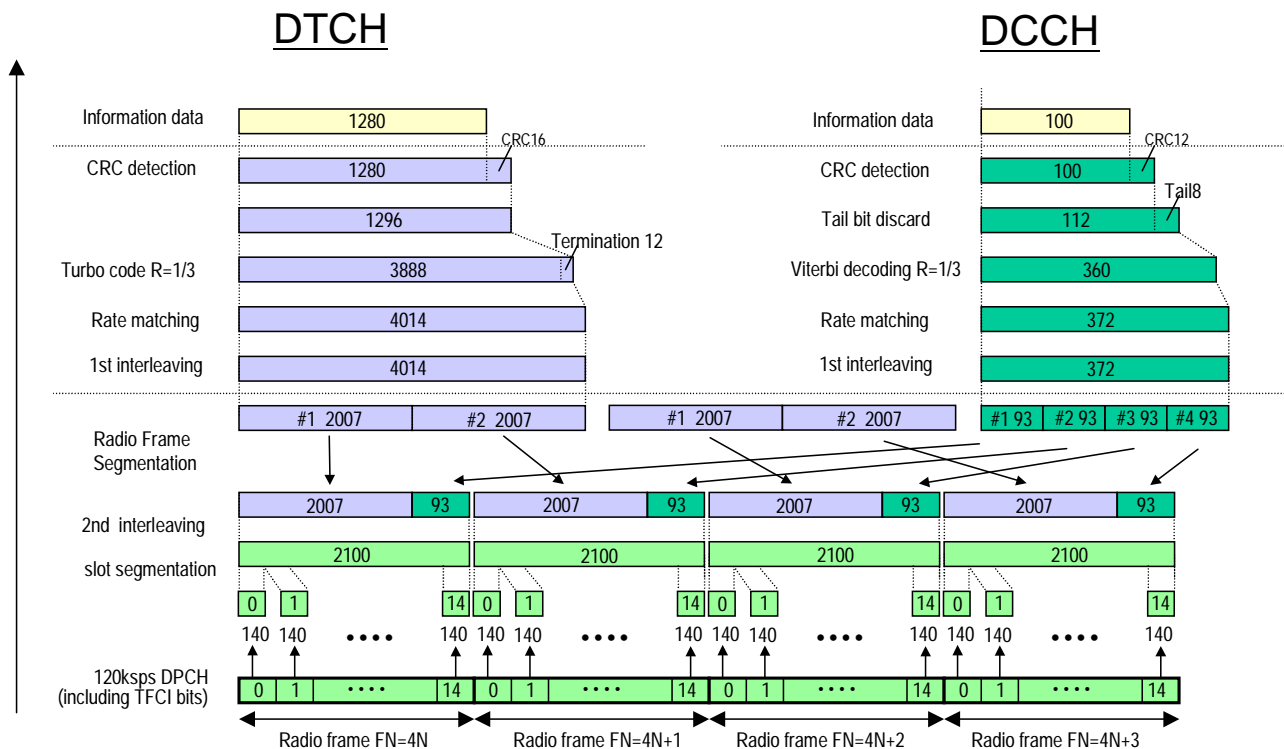 DTCH DCCH
Information data 1280 Information data 100
CRC16 CRC12
CRC detection 1280 CRC detection 100
Tail8
1296 Tail bit discard 112
Termination 12
Turbo code R=1/3 3888 Viterbi decoding R=1/3 360
Rate matching 4014 Rate matching 372
1st interleaving 4014 1st interleaving 372
#1 2007 #2 2007 #1 2007 #2 2007 #1 93 #2 93 #3 93 #4 93
Radio Frame
Segmentation
2007 93 2007 93 2007 93 2007 93
2nd interleaving
2100 2100 2100 2100
slot segmentation
0 1 14 0 1 14 0 1 14 0 1 14
140 140 •••• 140 140 140 •••• 140 140 140 •••• 140 140 140 •••• 140
120ksps DPCH
(including TFCI bits)
0 1 •••• 14 0 1 •••• 14 0 1 •••• 14 0 1 •••• 14
Radio frame FN=4N Radio frame FN=4N+1 Radio frame FN=4N+2 Radio frame FN=4N+3